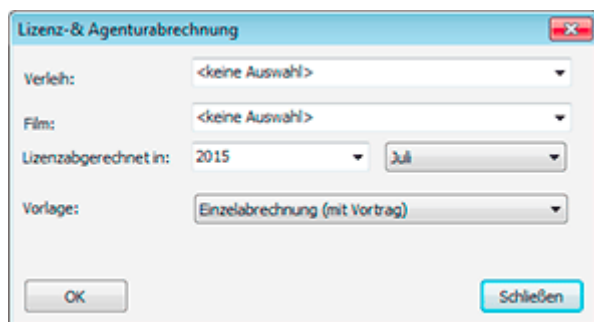 Lizenz-& Agenturabrechnung
Verleih: <keine Auswahl>
Film: <keine Auswahl>
Lizenzabgerechnet in: 2015 Juli
Vorlage: Einzelabrechnung (mit Vortrag)
OK Schließen